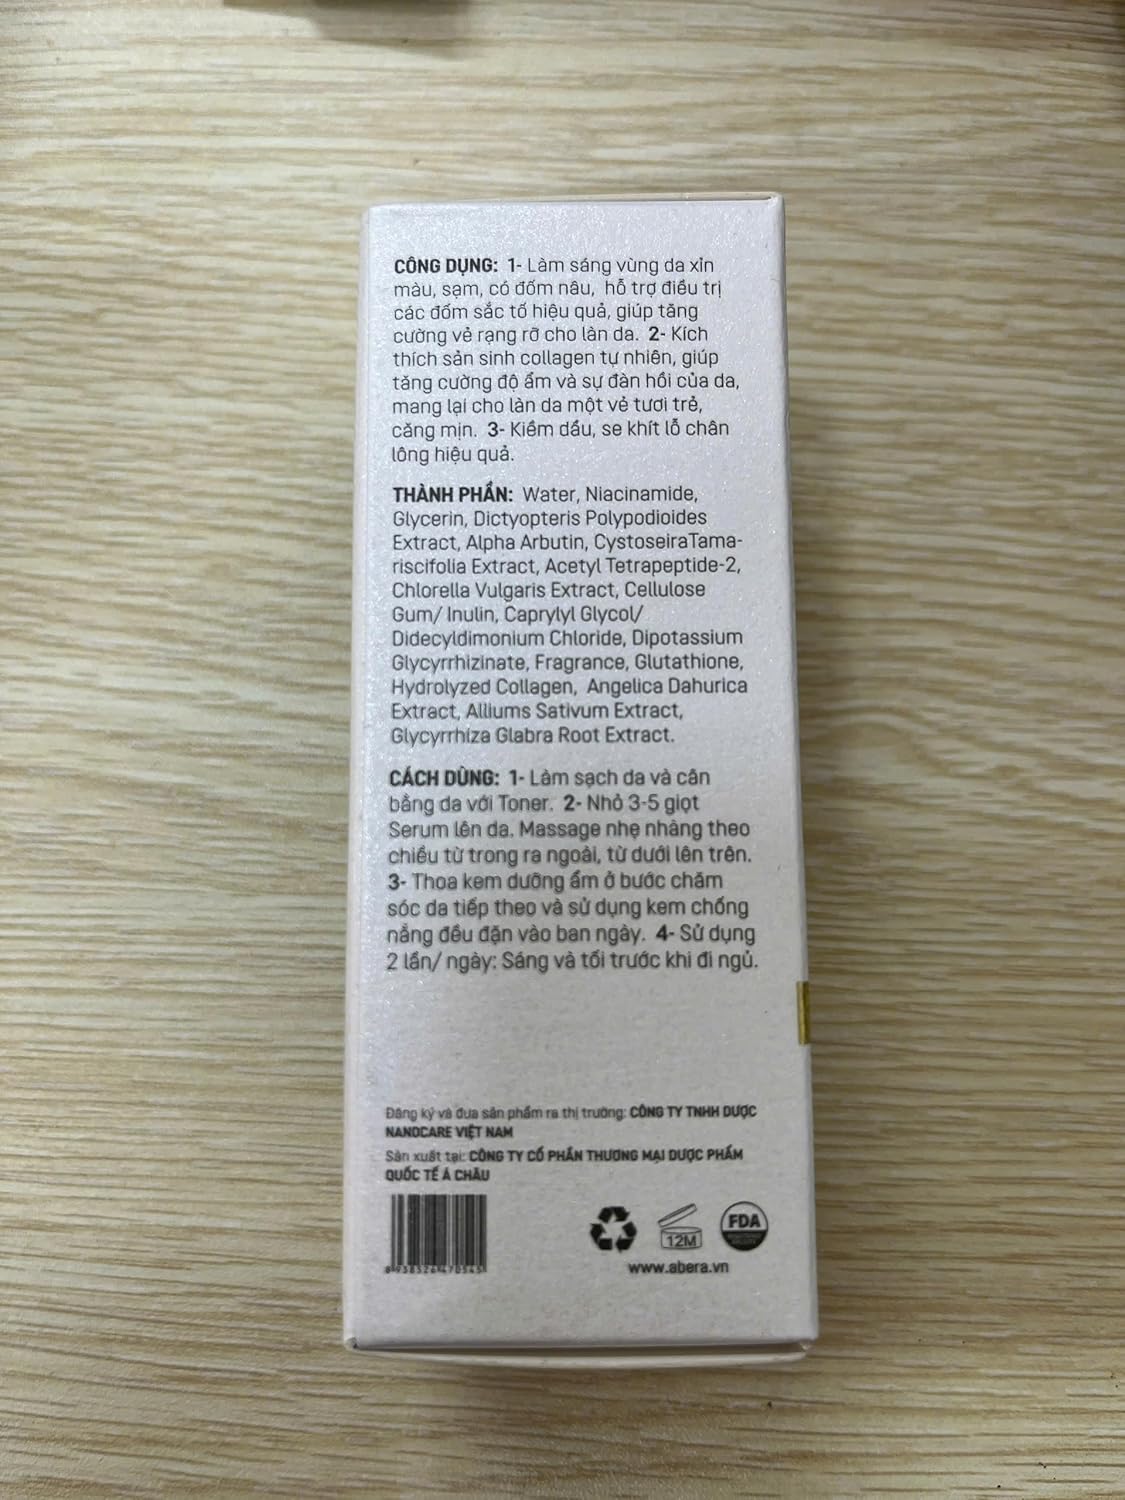 CÔNG DỤNG: 1- Làm sáng vùng da xỉn
màu, sạm, có đốm nâu, hỗ trợ điều trị
các đốm sắc tố hiệu quả, giúp tăng
cường vẻ rạng rỡ cho làn da. 2- Kích
thích sản sinh collagen tự nhiên, giúp
tăng cường độ ẩm và sự đàn hồi của da,
mang lại cho làn da một vẻ tươi trẻ,
căng mịn. 3- Kiềm dầu, se khít lỗ chân
lông hiệu quả.
THÀNH PHẦN: Water, Niacinamide,
Glycerin, Dictyopteris Polypodioides
Extract, Alpha Arbutin, CystoseiraTama-
riscifolia Extract, Acetyl Tetrapeptide-2,
Chlorella Vulgaris Extract, Cellulose
Gum/ Inulin, Caprylyl Glycol/
Didecyldimonium Chloride, Dipotassium
Glycyrrhizinate, Fragrance, Glutathione,
Hydrolyzed Collagen, Angelica Dahurica
Extract, Alliums Sativum Extract,
Glycyrrhiza Glabra Root Extract.
CÁCH DÙNG: 1- Làm sạch da và cân
bằng da với Toner. 2- Nhỏ 3-5 giọt
Serum lên da. Massage nhẹ nhàng theo
chiều từ trong ra ngoài, từ dưới lên trên.
3- Thoa kem dưỡng ẩm ở bước chăm
sóc da tiếp theo và sử dụng kem chống
nắng đều đặn vào ban ngày. 4- Sử dụng
2 lần/ ngày: Sáng và tối trước khi đi ngủ.
Đăng ký và đưa sản phẩm ra thị trường: CÔNG TY TNHH DƯỢC
NANOCARE VIỆT NAM
Sản xuất tại: CÔNG TY CỔ PHẦN THƯƠNG MẠI DƯỢC PHẨM
QUỐC TẾ Á CHÂU
8 938526 470545
12M
FDA
www.abera.vn